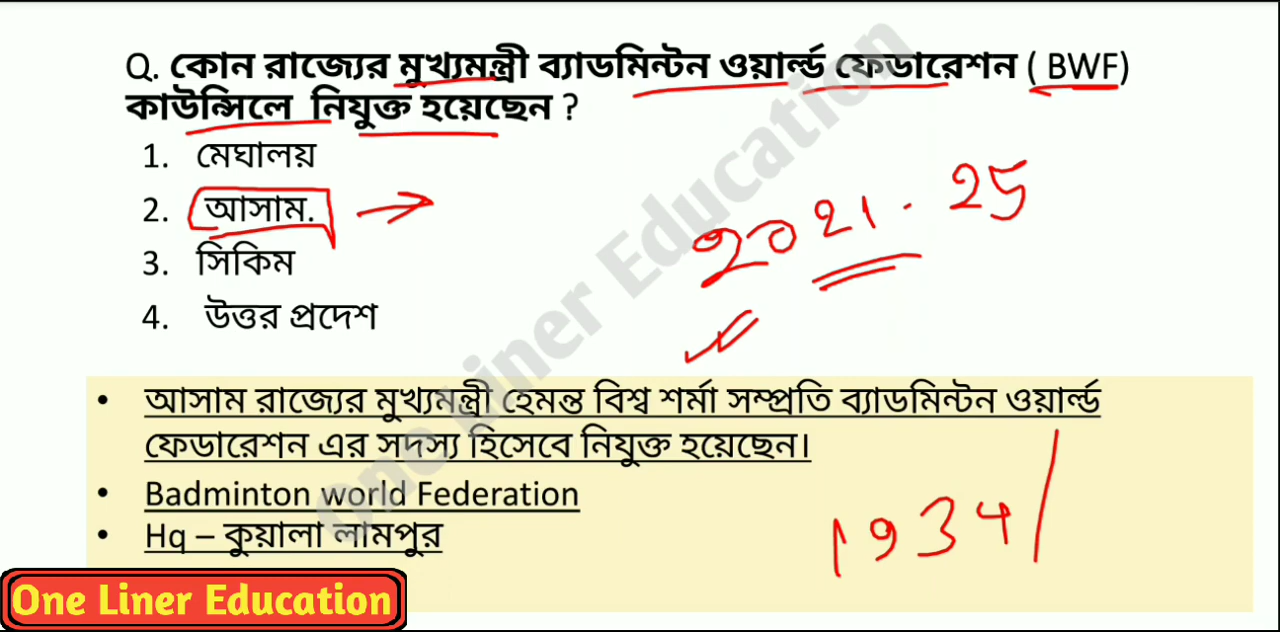 Q. কোন রাজ্যের মুখ্যমন্ত্রী ব্যাডমিন্টন ওয়ার্ল্ড ফেডারেশন ( BWF)
কাউন্সিলে নিযুক্ত হয়েছেন ?
1. মেঘালয়
2. আসাম.
3. সিকিম
4. উত্তর প্রদেশ
2021. 25
• আসাম রাজ্যের মুখ্যমন্ত্রী হেমন্ত বিশ্ব শর্মা সম্প্রতি ব্যাডমিন্টন ওয়ার্ল্ড
ফেডারেশন এর সদস্য হিসেবে নিযুক্ত হয়েছেন।
• Badminton world Federation
• Hq – কুয়ালা লামপুর
1934
One Liner Education
One Liner Education